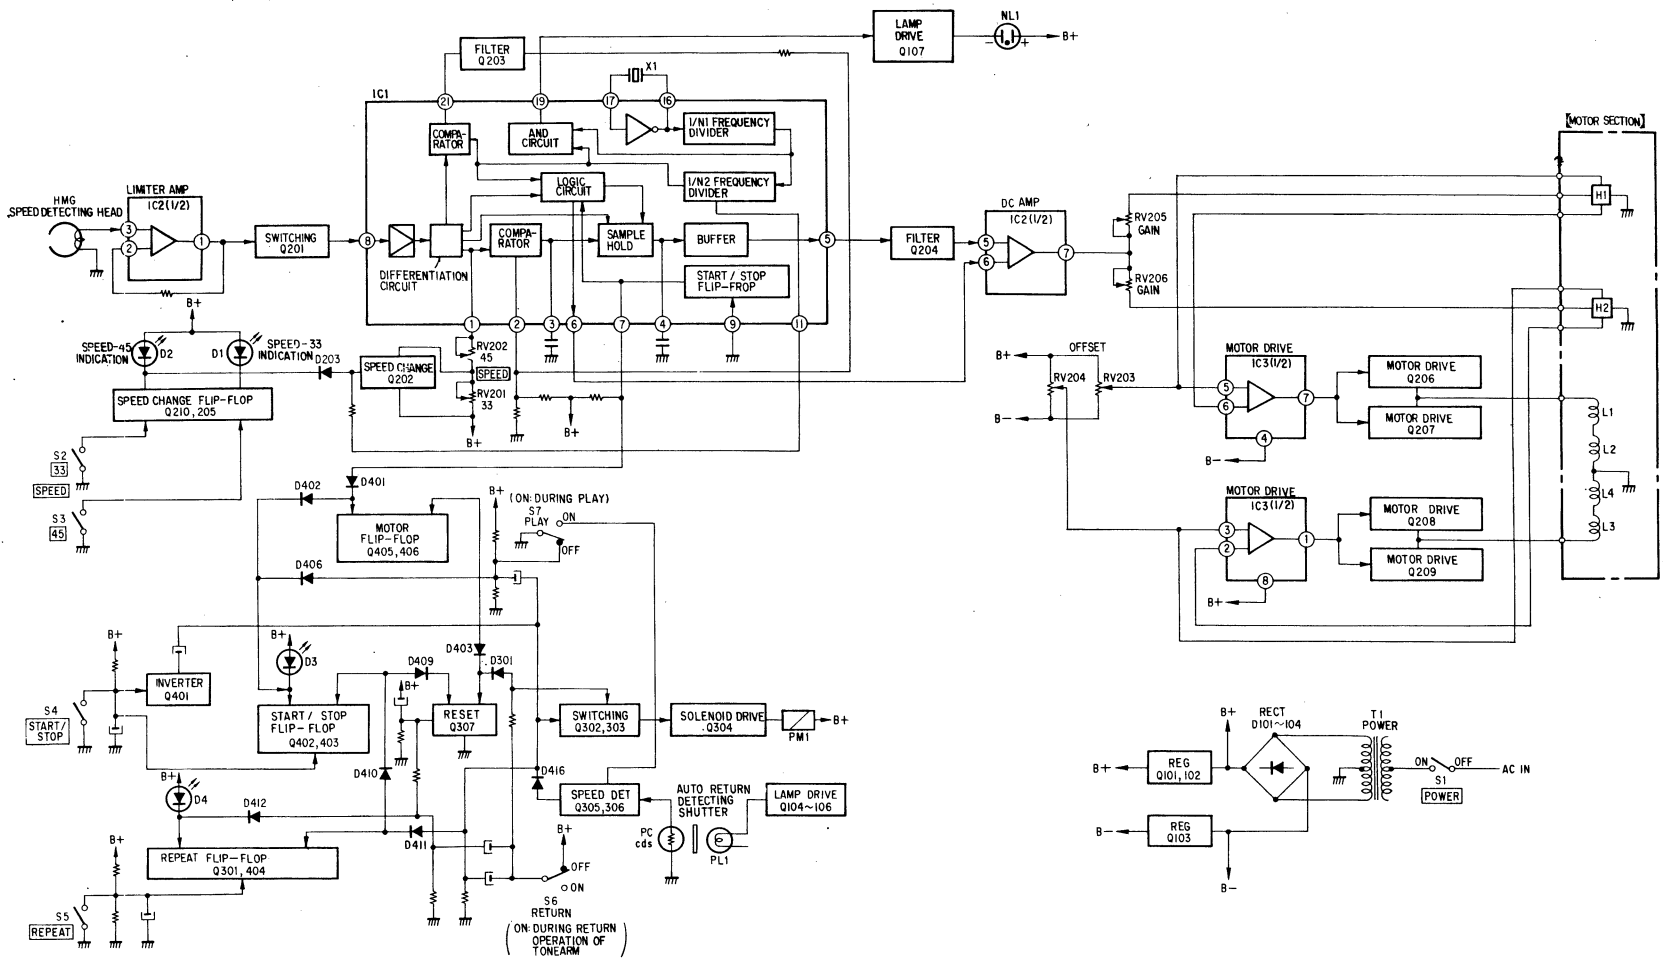 LAMP
DRIVE
Q107
NL1
- +
B+
FILTER
Q203
X1
IC1
21
19
17
16
COMPA-
RATOR
AND
CIRCUIT
1/N1 FREQUENCY
DIVIDER
LOGIC
CIRCUIT
1/N2 FREQUENCY
DIVIDER
HMG
SPEED DETECTING HEAD
LIMITER AMP
IC2(1/2)
3
2
1
SWITCHING
Q201
8
DIFFERENTIATION
CIRCUIT
COMPA-
RATOR
SAMPLE
HOLD
BUFFER
5
START / STOP
FLIP-FROP
1
2
3
6
7
4
9
11
FILTER
Q204
DC AMP
IC2(1/2)
5
6
7
RV205
GAIN
RV206
GAIN
【MOTOR SECTION】
H1
H2
B+
SPEED-45
INDICATION
D2
D1
SPEED-33
INDICATION
D203
SPEED CHANGE
Q202
RV202
45
SPEED
RV201
33
B+
B+
SPEED CHANGE FLIP-FLOP
Q210, 205
S2
33
SPEED
S3
45
OFFSET
B+
RV204
RV203
B-
MOTOR DRIVE
IC3(1/2)
5
6
7
4
B-
MOTOR DRIVE
Q206
MOTOR DRIVE
Q207
L1
L2
L4
L3
MOTOR DRIVE
IC3(1/2)
3
2
1
8
B+
MOTOR DRIVE
Q208
MOTOR DRIVE
Q209
D401
D402
MOTOR
FLIP-FLOP
Q405,406
D406
B+
(ON: DURING PLAY)
S7
PLAY
ON
OFF
B+
INVERTER
Q401
S4
START/
STOP
B+
D3
D409
B+
D403
D301
START / STOP
FLIP-FLOP
Q402,403
RESET
Q307
SWITCHING
Q302,303
SOLENOID DRIVE
Q304
PM1
B+
D410
D416
SPEED DET
Q305,306
AUTO RETURN
DETECTING
SHUTTER
LAMP DRIVE
Q104~106
PC
cds
PL1
B+
D4
D412
D411
B+
REPEAT FLIP-FLOP
Q301, 404
S5
REPEAT
B+
OFF
ON
S6
RETURN
(ON: DURING RETURN
OPERATION OF
TONEARM)
B+
RECT
D101~104
T1
POWER
B+
REG
Q101,102
ON
OFF
S1
POWER
AC IN
B-
REG
Q103
B-